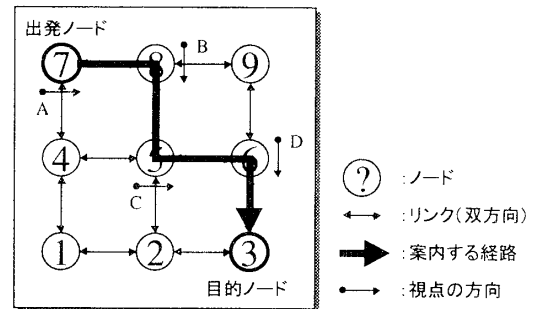 出発ノード
7
8
B
9
A
D
4
5
6
C
1
2
3
目的ノード
? :ノード
:リンク(双方向)
:案内する経路
:視点の方向